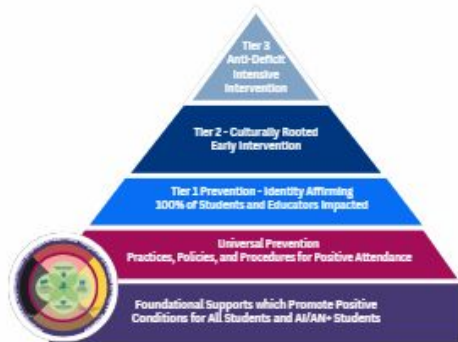 Tier 3
Anti-Deficit
Intensive
Intervention
Tier 2 - Culturally Rooted
Early Intervention
Tier 1 Prevention - Identity Affirming
100% of Students and Educators Impacted
Universal Prevention
Practices, Policies, and Procedures for Positive Attendance
Foundational Supports which Promote Positive
Conditions for All Students and AI/AN+ Students